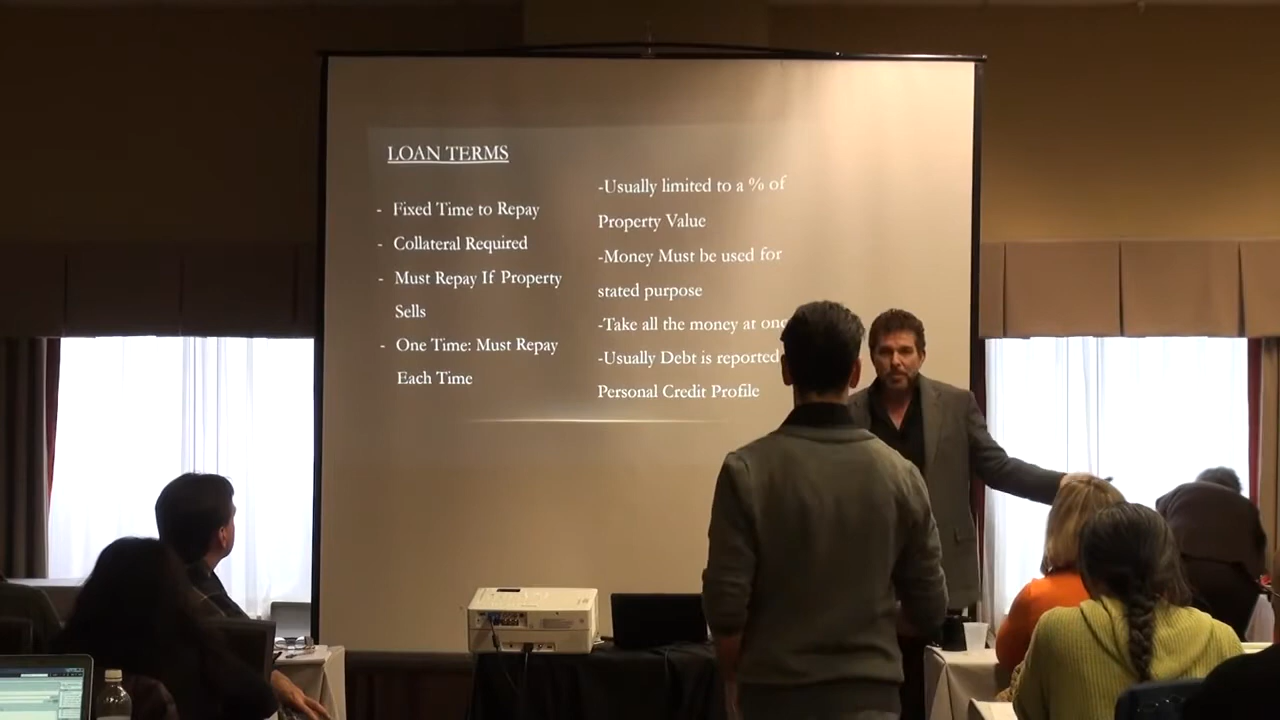 LOAN TERMS
- Fixed Time to Repay
- Collateral Required
- Must Repay If Property
Sells
- One Time: Must Repay
Each Time
-Usually limited to a % of
Property Value
-Money Must be used for
stated purpose
-Take all the money at
-Usually Debt is reported
Personal Credit Profile